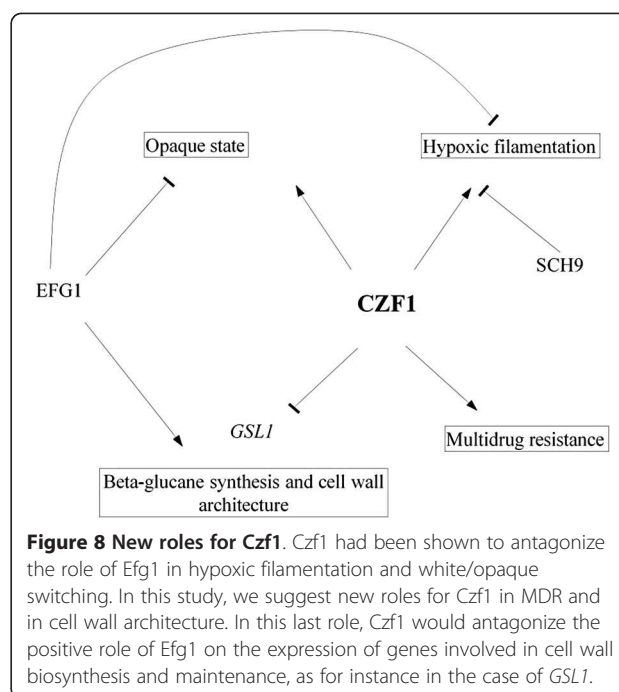 Opaque state
Hypoxic filamentation
SCH9
EFG1
CZF1
GSL1
Multidrug resistance
Beta-glucane synthesis and cell wall
architecture
Figure 8 New roles for Czf1. Czf1 had been shown to antagonize
the role of Efg1 in hypoxic filamentation and white/opaque
switching. In this study, we suggest new roles for Czf1 in MDR and
in cell wall architecture. In this last role, Czf1 would antagonize the
positive role of Efg1 on the expression of genes involved in cell wall
biosynthesis and maintenance, as for instance in the case of GSL1.